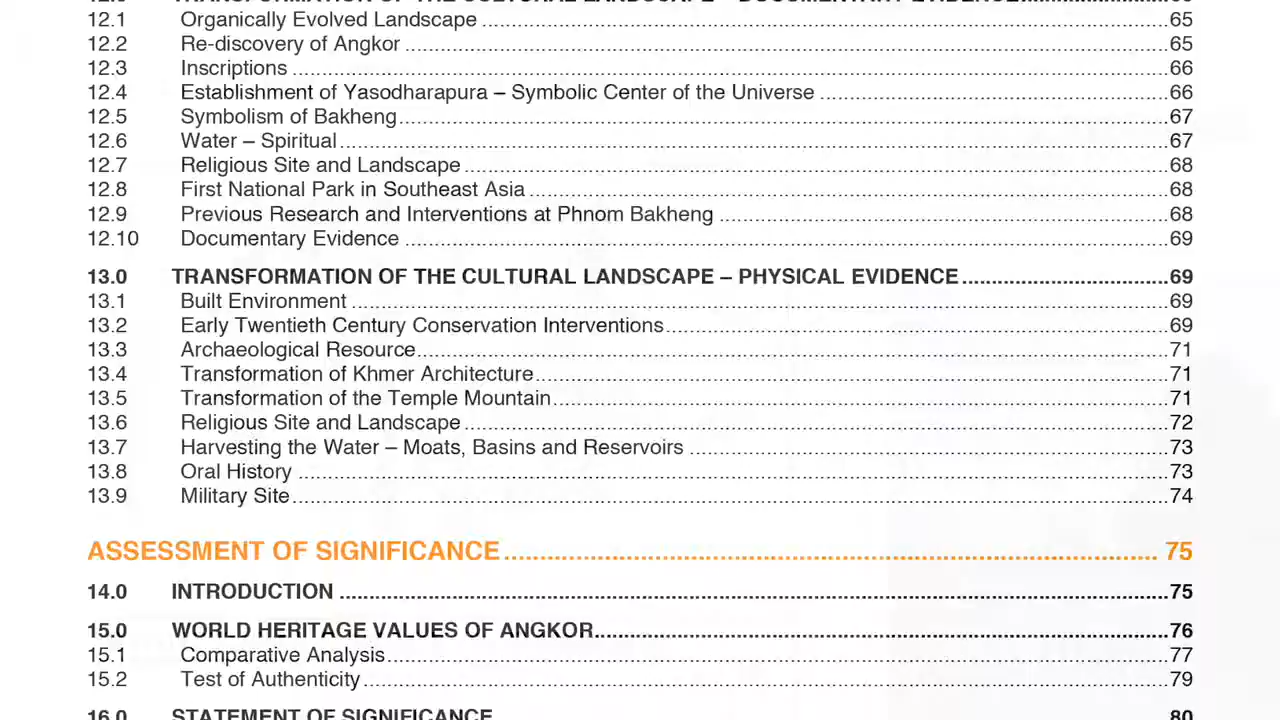 TRANSFORMATION OF THE CULTURAL LANDSCAPE – DOCUMENTARY EVIDENCE
12.1 Organically Evolved Landscape 65
12.2 Re-discovery of Angkor 65
12.3 Inscriptions 66
12.4 Establishment of Yasodharapura – Symbolic Center of the Universe 66
12.5 Symbolism of Bakheng 67
12.6 Water – Spiritual 67
12.7 Religious Site and Landscape 68
12.8 First National Park in Southeast Asia 68
12.9 Previous Research and Interventions at Phnom Bakheng 68
12.10 Documentary Evidence 69
13.0 TRANSFORMATION OF THE CULTURAL LANDSCAPE – PHYSICAL EVIDENCE 69
13.1 Built Environment 69
13.2 Early Twentieth Century Conservation Interventions 69
13.3 Archaeological Resource 71
13.4 Transformation of Khmer Architecture 71
13.5 Transformation of the Temple Mountain 71
13.6 Religious Site and Landscape 72
13.7 Harvesting the Water – Moats, Basins and Reservoirs 73
13.8 Oral History 73
13.9 Military Site 74
ASSESSMENT OF SIGNIFICANCE 75
14.0 INTRODUCTION 75
15.0 WORLD HERITAGE VALUES OF ANGKOR 76
15.1 Comparative Analysis 77
15.2 Test of Authenticity 79
16.0 STATEMENT OF SIGNIFICANCE 80